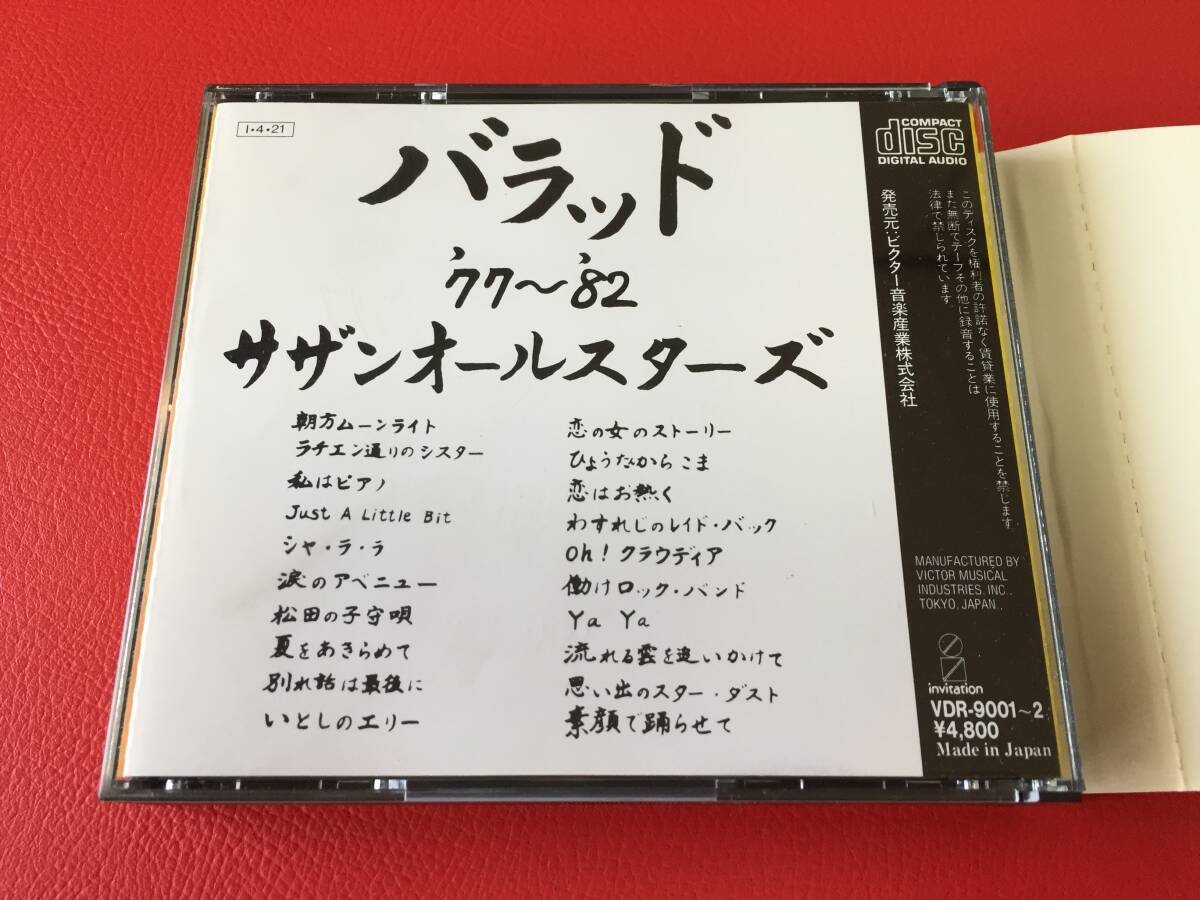 I・4・21
バラッド
'77〜'82
サザンオールスターズ
朝方ムーンライト
ラチエン通りのシスター
私はピアノ
Just A Little Bit
シャ・ラ・ラ
涙のアベニュー
松田の子守唄
夏をあきらめて
別れ話は最後に
いとしのエリー
恋の女のストーリー
ひょうたんから こま
恋はお熱く
わすれじのレイド・バック
Oh! クラウディア
働けロック・バンド
Ya Ya
流れる雲を追いかけて
思い出のスター・ダスト
素顔で踊らせて
COMPACT
disc
DIGITAL AUDIO
このディスクを権利者の許諾なく賃貸業に使用することを禁じます。
また無断でテープその他に録音することは
法律で禁じられています。
発売元：ビクター音楽産業株式会社
MANUFACTURED BY
VICTOR MUSICAL
INDUSTRIES, INC.,
TOKYO, JAPAN.
invitation
VDR-9001~2
¥4,800
Made in Japan